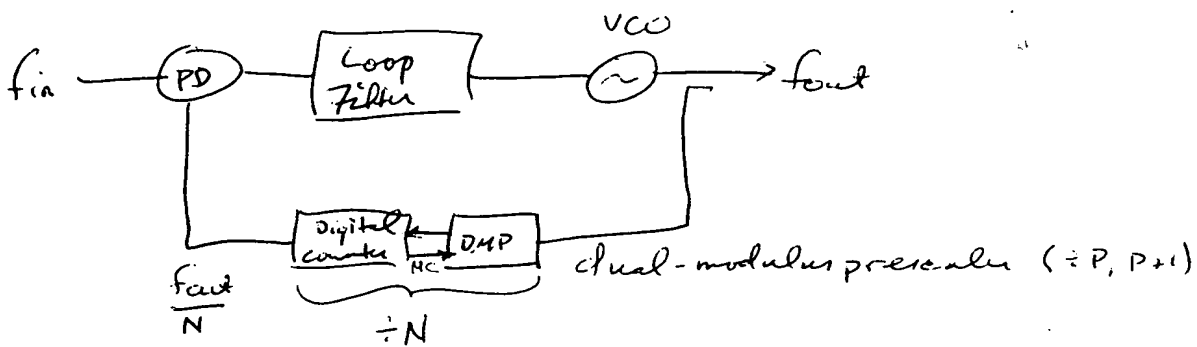 VCO
fin
PD
Loop
Filter
~
fout
Digital
counter
MC
DMP
dual-modulus prescaler (÷P, P+1)
fout
N
÷N